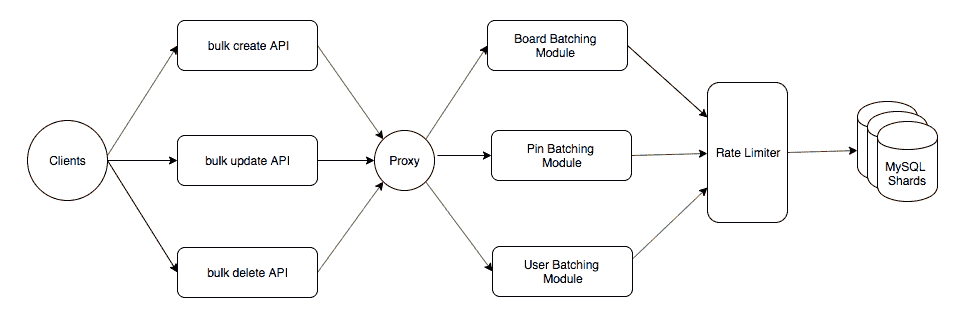 Clients
bulk create API
bulk update API
bulk delete API
Proxy
Board Batching
Module
Pin Batching
Module
User Batching
Module
Rate Limiter
MySQL
Shards